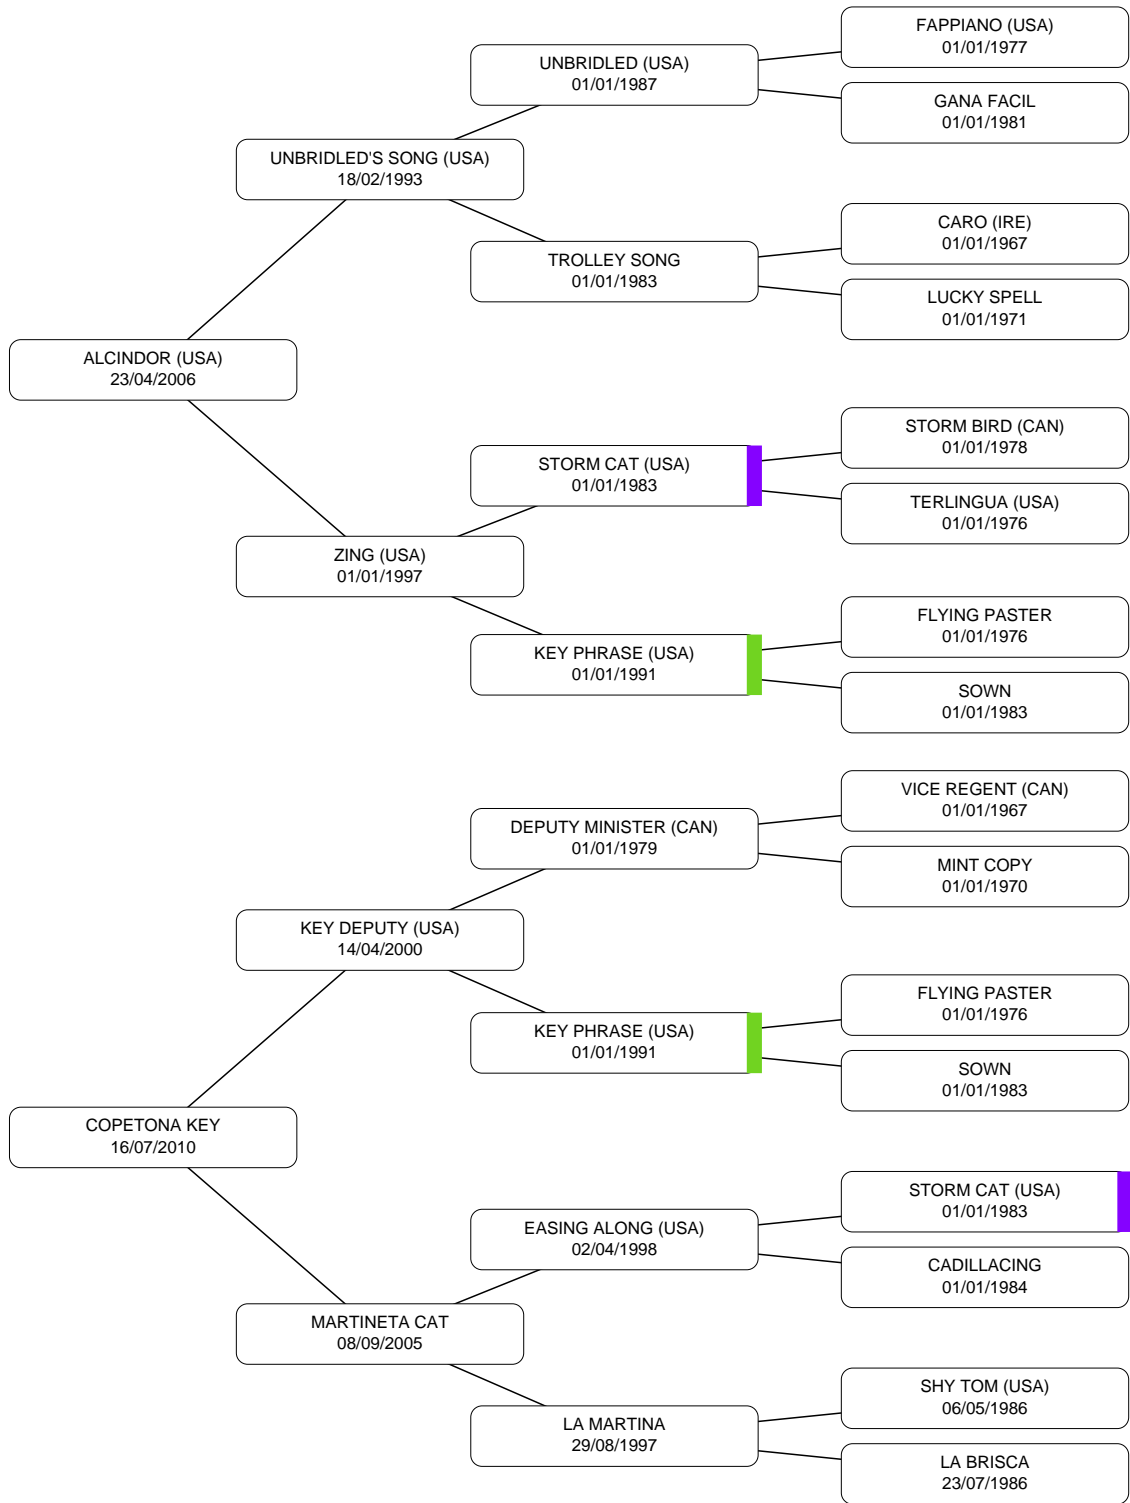 FAPPIANO (USA)
01/01/1977
UNBRIDLED (USA)
01/01/1987
GANA FACIL
01/01/1981
UNBRIDLED'S SONG (USA)
18/02/1993
CARO (IRE)
01/01/1967
TROLLEY SONG
01/01/1983
LUCKY SPELL
01/01/1971
ALCINDOR (USA)
23/04/2006
STORM BIRD (CAN)
01/01/1978
STORM CAT (USA)
01/01/1983
TERLINGUA (USA)
01/01/1976
ZING (USA)
01/01/1997
FLYING PASTER
01/01/1976
KEY PHRASE (USA)
01/01/1991
SOWN
01/01/1983
VICE REGENT (CAN)
01/01/1967
DEPUTY MINISTER (CAN)
01/01/1979
MINT COPY
01/01/1970
KEY DEPUTY (USA)
14/04/2000
FLYING PASTER
01/01/1976
KEY PHRASE (USA)
01/01/1991
SOWN
01/01/1983
COPETONA KEY
16/07/2010
STORM CAT (USA)
01/01/1983
EASING ALONG (USA)
02/04/1998
CADILLACING
01/01/1984
MARTINETA CAT
08/09/2005
SHY TOM (USA)
06/05/1986
LA MARTINA
29/08/1997
LA BRISCA
23/07/1986